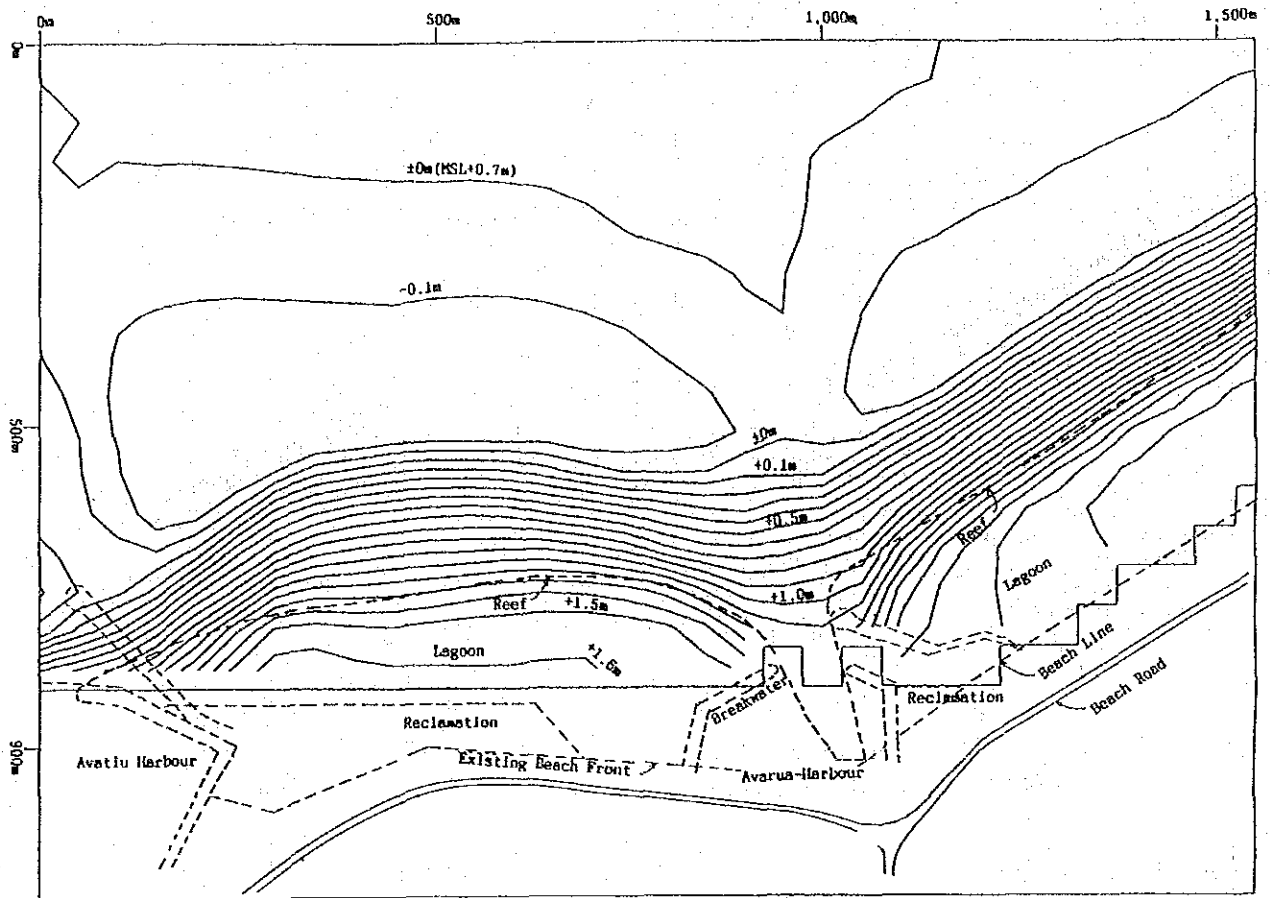 0m
500m
1,000m
1,500m
0m
±0m(MSL+0.7m)
-0.1m
500m
±0m
+0.1m
+0.5m
Reef
Lagoon
+1.0m
Reef
+1.5m
Lagoon
+1.6m
Beach Line
Breakwater
Reclamation
Beach Road
Reclamation
900m
Avatiu Harbour
Existing Beach Front
Avarua-Harbour